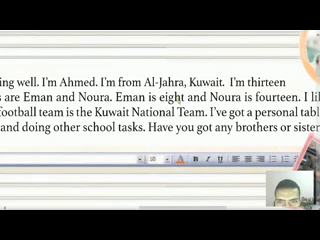 ing well. I'm Ahmed. I'm from Al-Jahra, Kuwait. I'm thirteen
s are Eman and Noura. Eman is eight and Noura is fourteen. I li
football team is the Kuwait National Team. I've got a personal tabl
and doing other school tasks. Have you got any brothers or sister
B I U